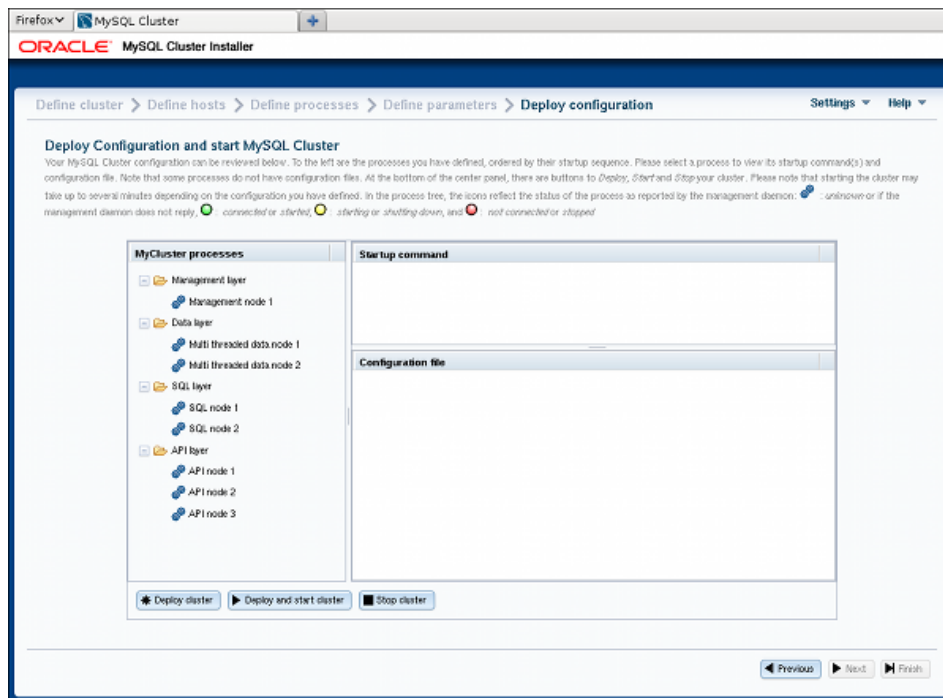 Firefox MySQL Cluster
ORACLE MySQL Cluster Installer
Define cluster Define hosts Define processes Define parameters Deploy configuration Settings Help
Deploy Configuration and start MySQL Cluster
Your MySQL Cluster configuration can be reviewed below. To the left are the processes you have defined, ordered by their startup sequence. Please select a process to view its startup command(s) and
configuration file. Note that some processes do not have configuration files. At the bottom of the center panel, there are buttons to Deploy, Start and Stop your cluster. Please note that starting the cluster may
take up to several minutes depending on the configuration you have defined. In the process tree, the icons reflect the status of the process as reported by the management daemon: : unknown or if the
management daemon does not reply, : connected or started, : starting or shutting down, and : not connected or stopped
MyCluster processes
Management layer
Management node 1
Data layer
Multi threaded data node 1
Multi threaded data node 2
SQL layer
SQL node 1
SQL node 2
API layer
API node 1
API node 2
API node 3
Startup command
Configuration file
Deploy cluster Deploy and start cluster Stop cluster
Previous Next Finish